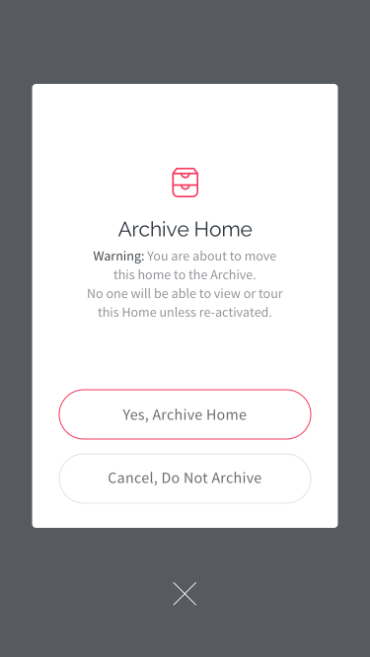 Archive Home
Warning: You are about to move
this home to the Archive.
No one will be able to view or tour
this Home unless re-activated.
Yes, Archive Home
Cancel, Do Not Archive